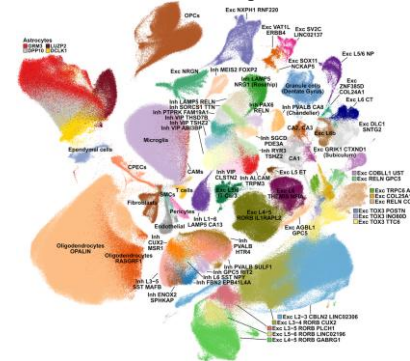 OPCs
Exc NXPH1 RNF220
Astrocytes
GRM3
LUZP2
DPP10
DCLK1
Exc VAT1L
ERBB4
Exc SV2C
LINC02137
Exc NRGN
Inh MEIS2 FOXP2
Exc SOX11
NCKAP5
Exc L5/6 NP
Inh LAMP5 RELN
Inh SORCS1 TTN
Inh PTPRK FAM19A1
Inh VIP THSD7B
Inh VIP TSHZ2
Inh VIP ABI3BP
Inh LAMP5
NRG1 (Rosehip)
Granule cells
(Dentate Gyrus)
Exc
ZNF385D
COL24A1
Inh PAX6
RELN
Inh PVALB CA8
(Chandelier)
Exc L6 CT
Microglia
Inh SGCD
PDE3A
CA2, CA3
Exc L6b
Exc DLC1
SNTG2
Ependymal cells
Inh RYR3
TSHZ2
CA1
Exc GRIK1 CTXND1
(Subiculum)
CPECs
CAMs
Inh VIP
CLSTN2
Inh ALCAM
TRPM3
Exc L5 ET
Exc COBLL1 UST
Exc RELN GPC5
T cells
SMCs
Fibroblasts
Pericytes
Endothelial
Inh L1-6
LAMP5 CA13
Exc L4-5
RORB IL1RAPL2
Exc AGBL1
GPC5
Exc TOX3 POSTN
Exc TOX3 INO80D
Exc TOX3 TTC6
Oligodendrocytes
OPALIN
Oligodendrocytes
RASGRF1
Inh
CUX2
MSR1
Inh
PVALB
HTR4
Inh PVALB SULF1
Inh GPC5 RIT2
Inh L6 SST NPY
Inh FBN2 EPB41L4A
Inh L3-5
SST MAFB
Inh ENOX2
SPHKAP
Exc L2-3 CBLN2 LINC02306
Exc L3-4 RORB CUX2
Exc L3-5 RORB PLCH1
Exc L5-6 RORB LINC02196
Exc L4-5 RORB GABRG1